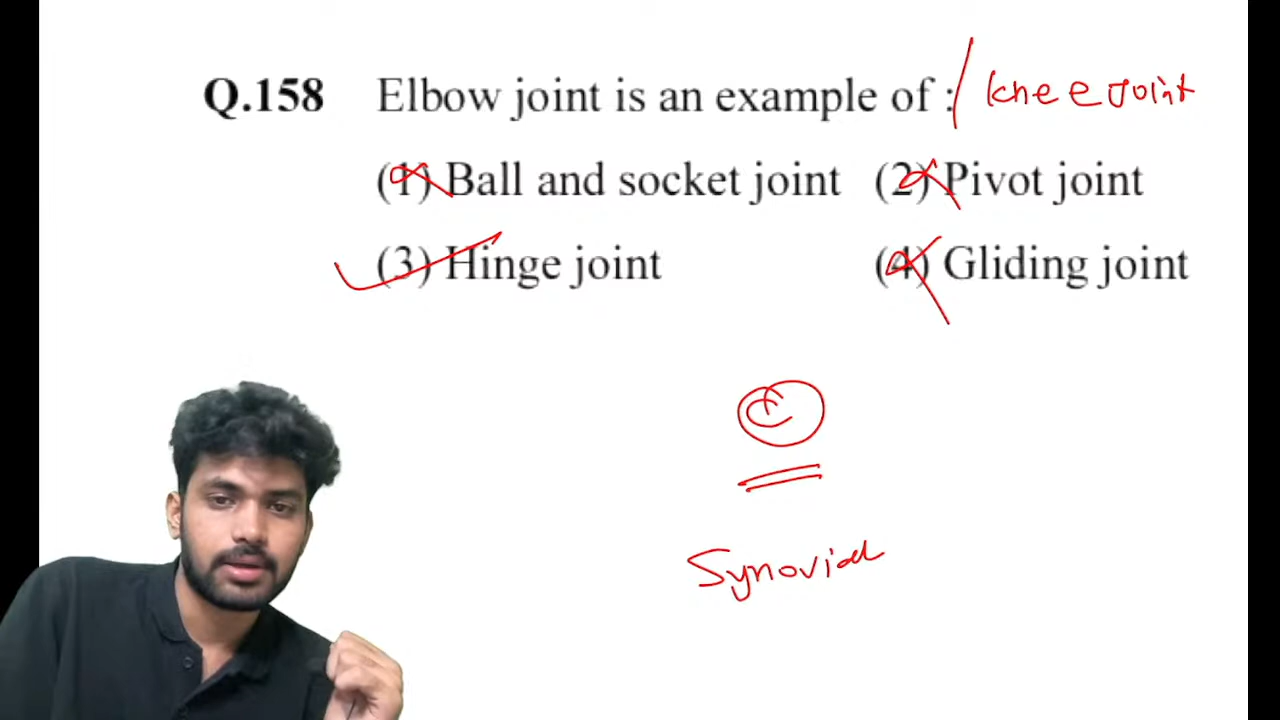 Q.158 Elbow joint is an example of : / knee Joint
(1) Ball and socket joint (2) Pivot joint
(3) Hinge joint (4) Gliding joint
C
Synovial